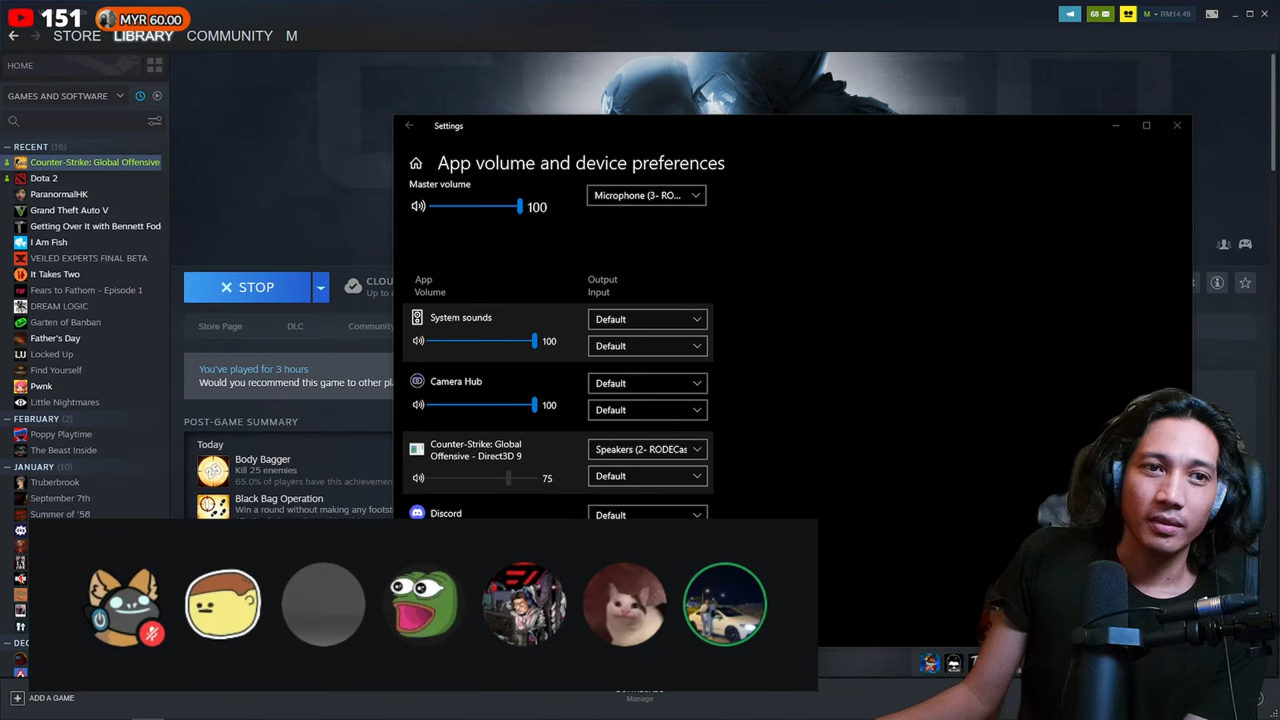 151
MYR 60.00
68
M
RM14.49
STORE
LIBRARY
COMMUNITY
M
HOME
GAMES AND SOFTWARE
RECENT (16)
Counter-Strike: Global Offensive
Dota 2
ParanormalHK
Grand Theft Auto V
Getting Over It with Bennett Fod
I Am Fish
VEILED EXPERTS FINAL BETA
It Takes Two
Fears to Fathom - Episode 1
DREAM LOGIC
Garten of Banban
Father's Day
Locked Up
Find Yourself
Pwnk
Little Nightmares
FEBRUARY (2)
Poppy Playtime
The Beast Inside
JANUARY (10)
Truberbrook
September 7th
Summer of '58
DE
ADD A GAME
STOP
CLOU
Up to
Store Page
DLC
Community
You've played for 3 hours
Would you recommend this game to other pl
POST-GAME SUMMARY
Today
Body Bagger
Kill 25 enemies
65.0% of players have this achievemen
Black Bag Operation
Win a round without making any footst
Settings
App volume and device preferences
Master volume
100
Microphone (3- RO...
App
Volume
Output
Input
System sounds
100
Default
Default
Camera Hub
100
Default
Default
Counter-Strike: Global
Offensive - Direct3D 9
75
Speakers (2- RODECas
Default
Discord
Default
Manage